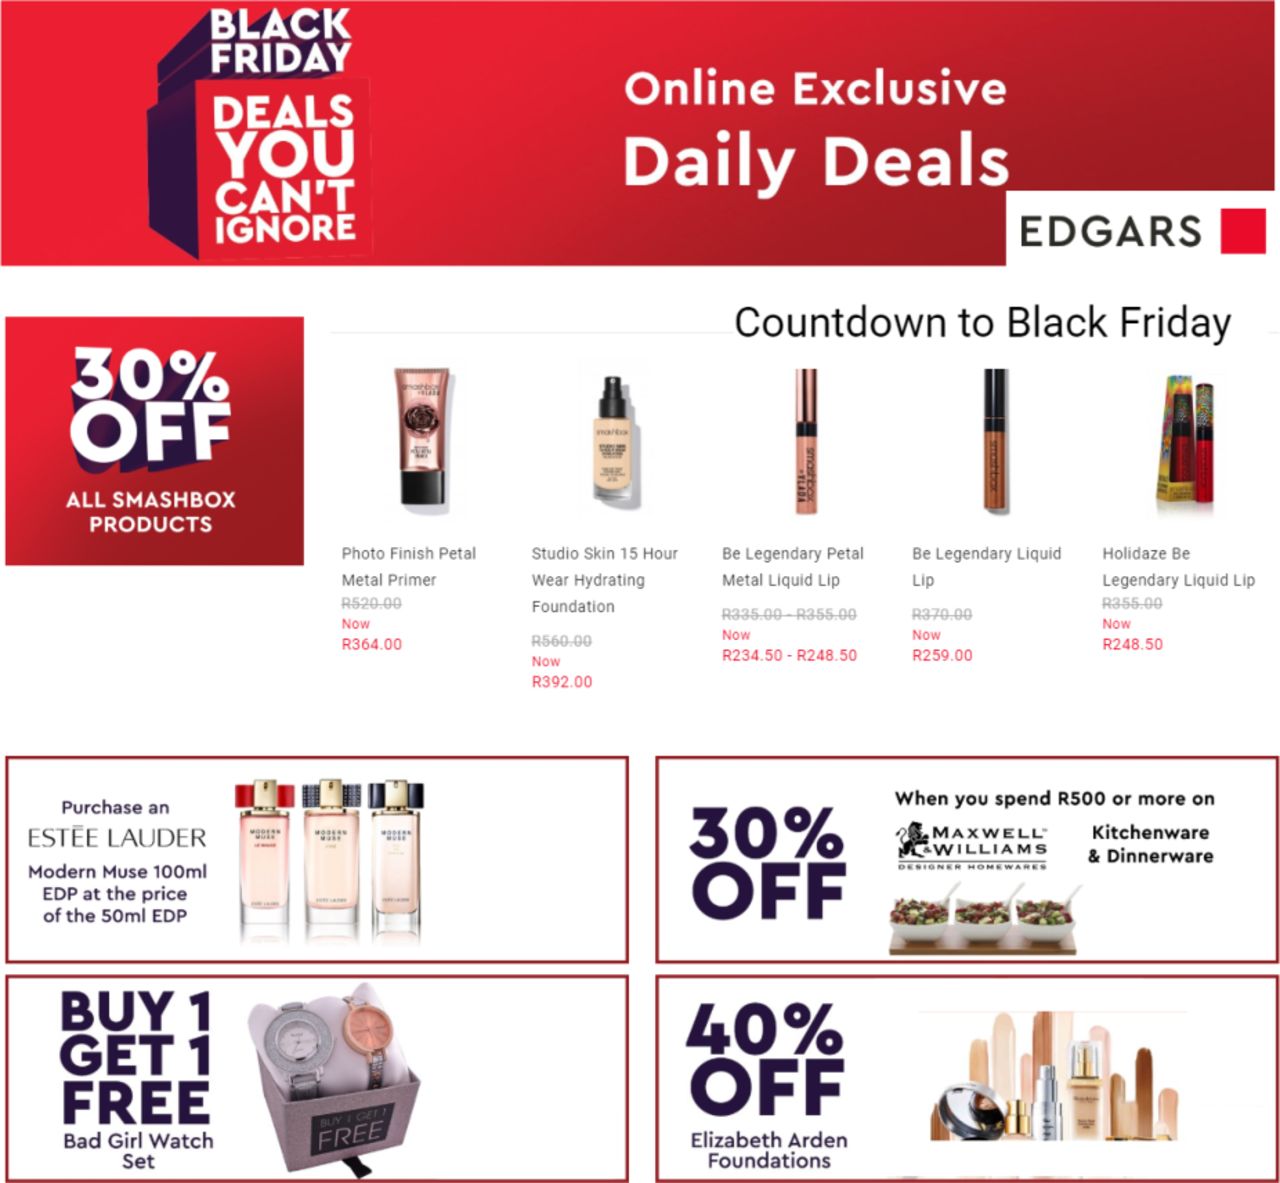 BLACK
FRIDAY
DEALS
YOU
CAN'T
IGNORE
Online Exclusive
Daily Deals
EDGARS
Countdown to Black Friday
30%
OFF
ALL SMASHBOX
PRODUCTS
Photo Finish Petal
Metal Primer
R520.00
Now
R364.00
Studio Skin 15 Hour
Wear Hydrating
Foundation
R560.00
Now
R392.00
Be Legendary Petal
Metal Liquid Lip
R335.00 - R355.00
Now
R234.50 - R248.50
Be Legendary Liquid
Lip
R370.00
Now
R259.00
Holidaze Be
Legendary Liquid Lip
R355.00
Now
R248.50
Purchase an
ESTĒE LAUDER
Modern Muse 100ml
EDP at the price
of the 50ml EDP
MODERN
MUSE
MODERN
MUSE
MODERN
MUSE
30%
OFF
When you spend R500 or more on
MAXWELL
& WILLIAMS
DESIGNER HOMEWARES
Kitchenware
& Dinnerware
BUY 1
GET 1
FREE
Bad Girl Watch
Set
BUY 1 GET 1
FREE
40%
OFF
Elizabeth Arden
Foundations